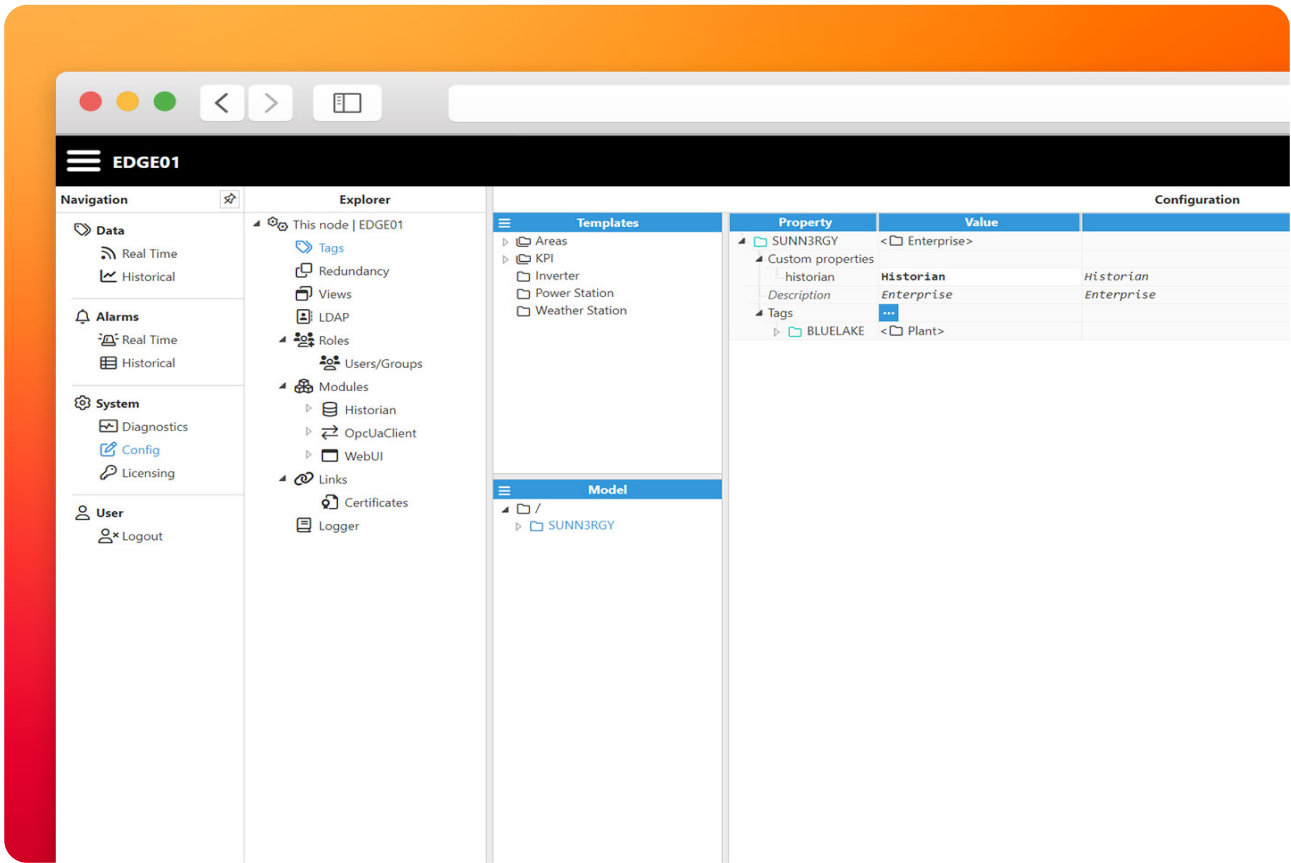 EDGE01
Navigation
Data
Real Time
Historical
Alarms
Real Time
Historical
System
Diagnostics
Config
Licensing
User
Logout
Explorer
This node | EDGE01
Tags
Redundancy
Views
LDAP
Roles
Users/Groups
Modules
Historian
OpcUaClient
WebUI
Links
Certificates
Logger
Configuration
Templates
Areas
KPI
Inverter
Power Station
Weather Station
Model
/
SUNN3RGY
Property Value
SUNN3RGY < Enterprise>
Custom properties
historian Historian Historian
Description Enterprise Enterprise
Tags ...
BLUELAKE < Plant>